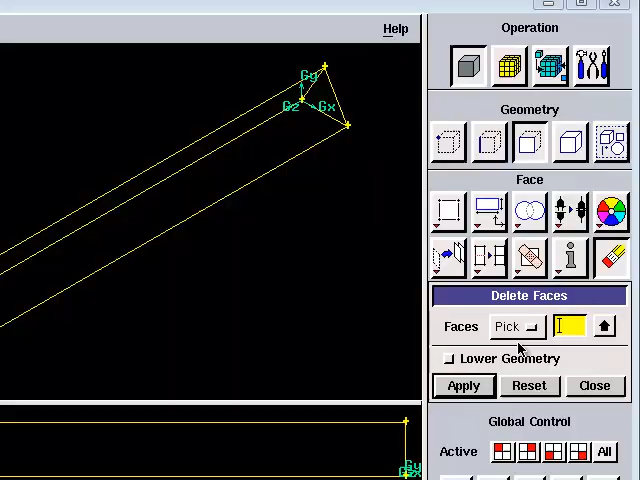 Operation
Help
Gy
Gz Gx
Geometry
Face
Delete Faces
Faces Pick
Lower Geometry
Apply Reset Close
Global Control
Active All
Gy